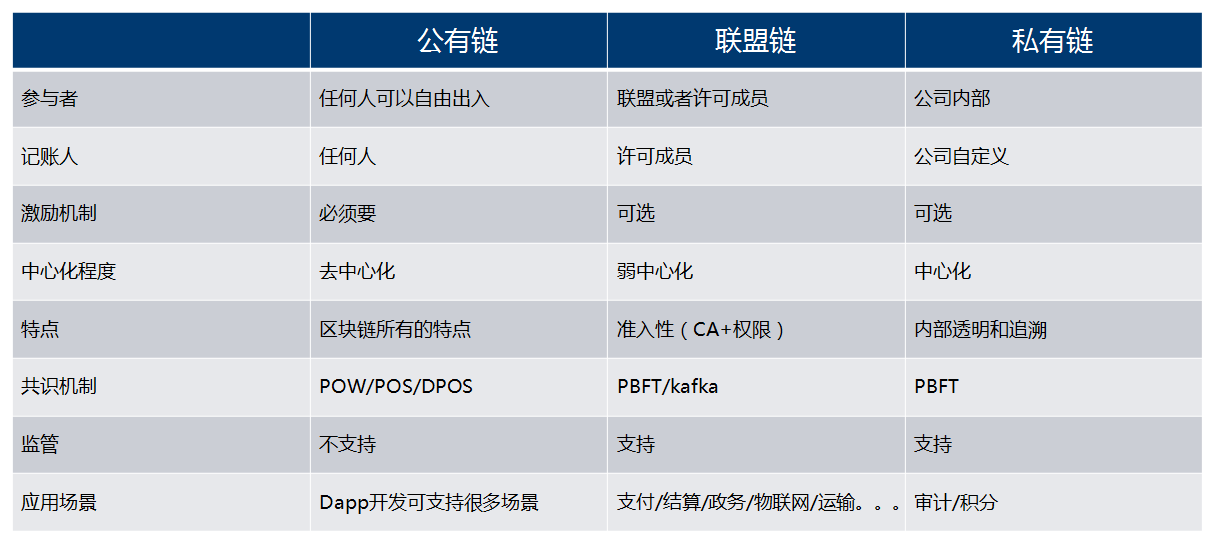 公有链 联盟链 私有链
参与者 任何人可以自由出入 联盟或者许可成员 公司内部
记账人 任何人 许可成员 公司自定义
激励机制 必须要 可选 可选
中心化程度 去中心化 弱中心化 中心化
特点 区块链所有的特点 准入性（CA+权限） 内部透明和追溯
共识机制 POW/POS/DPOS PBFT/kafka PBFT
监管 不支持 支持 支持
应用场景 Dapp开发可支持很多场景 支付/结算/政务/物联网/运输。。。 审计/积分